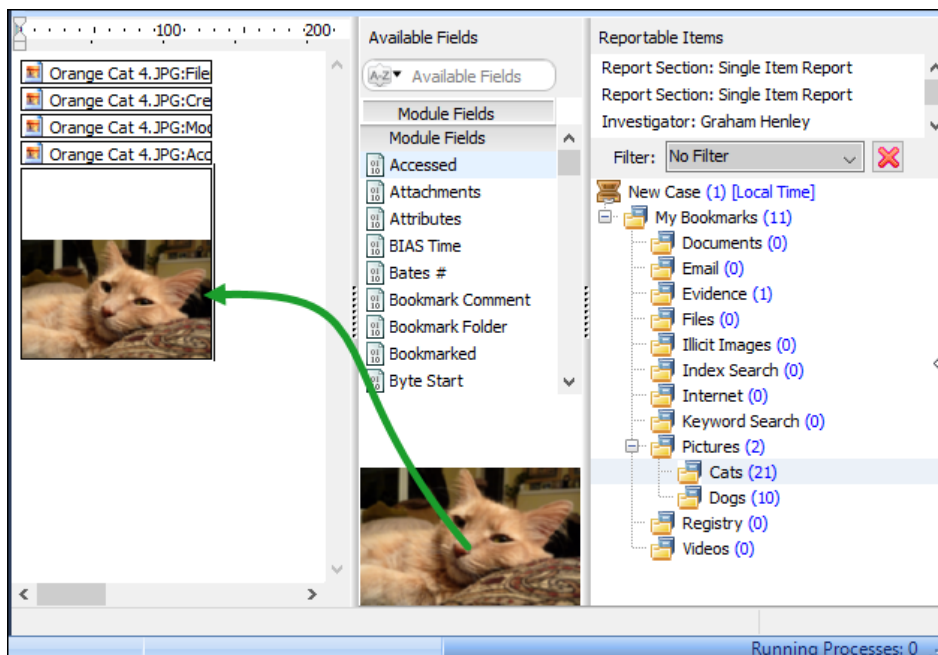 100
200
Orange Cat 4.JPG:File
Orange Cat 4.JPG:Cre
Orange Cat 4.JPG:Mod
Orange Cat 4.JPG:Acc
Available Fields
A-Z Available Fields
Module Fields
Module Fields
Accessed
Attachments
Attributes
BIAS Time
Bates #
Bookmark Comment
Bookmark Folder
Bookmarked
Byte Start
Reportable Items
Report Section: Single Item Report
Report Section: Single Item Report
Investigator: Graham Henley
Filter: No Filter
New Case (1) [Local Time]
My Bookmarks (11)
Documents (0)
Email (0)
Evidence (1)
Files (0)
Illicit Images (0)
Index Search (0)
Internet (0)
Keyword Search (0)
Pictures (2)
Cats (21)
Dogs (10)
Registry (0)
Videos (0)
Running Processes: 0